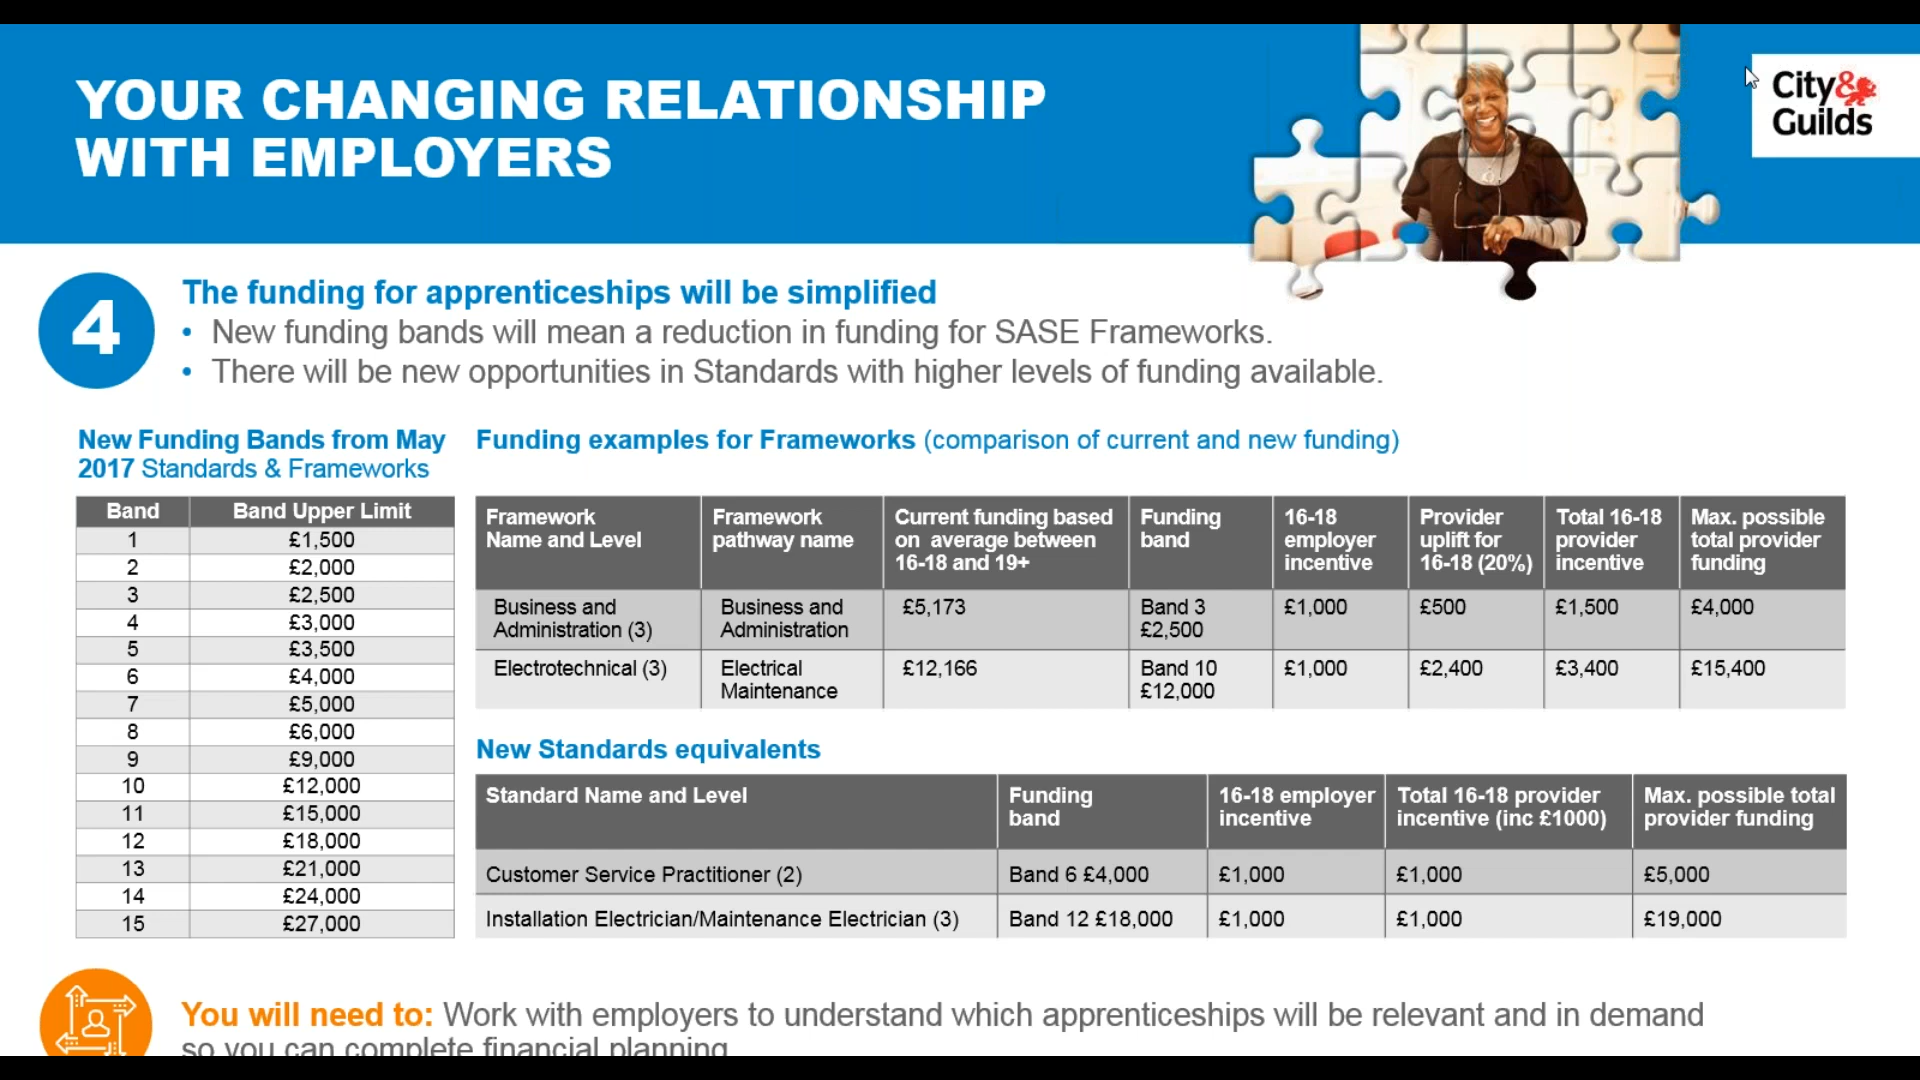 YOUR CHANGING RELATIONSHIP
WITH EMPLOYERS
City&
Guilds
4
The funding for apprenticeships will be simplified
• New funding bands will mean a reduction in funding for SASE Frameworks.
• There will be new opportunities in Standards with higher levels of funding available.
New Funding Bands from May
2017 Standards & Frameworks
Band Band Upper Limit
1 £1,500
2 £2,000
3 £2,500
4 £3,000
5 £3,500
6 £4,000
7 £5,000
8 £6,000
9 £9,000
10 £12,000
11 £15,000
12 £18,000
13 £21,000
14 £24,000
15 £27,000
Funding examples for Frameworks (comparison of current and new funding)
Framework Framework Current funding based Funding 16-18 Provider Total 16-18 Max. possible
Name and Level pathway name on average between band employer uplift for provider total provider
16-18 and 19+ incentive 16-18 (20%) incentive funding
Business and Business and £5,173 Band 3 £1,000 £500 £1,500 £4,000
Administration (3) Administration £2,500
Electrotechnical (3) Electrical £12,166 Band 10 £1,000 £2,400 £3,400 £15,400
Maintenance £12,000
New Standards equivalents
Standard Name and Level Funding 16-18 employer Total 16-18 provider Max. possible total
band incentive incentive (inc £1000) provider funding
Customer Service Practitioner (2) Band 6 £4,000 £1,000 £1,000 £5,000
Installation Electrician/Maintenance Electrician (3) Band 12 £18,000 £1,000 £1,000 £19,000
You will need to: Work with employers to understand which apprenticeships will be relevant and in demand
so you can complete financial planning